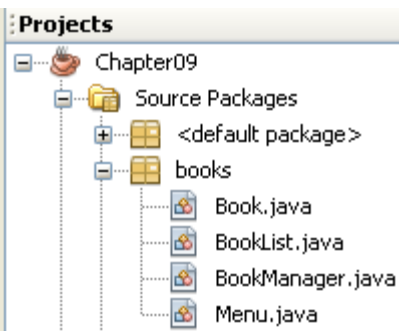 Projects
Chapter09
Source Packages
<default package>
books
Book.java
BookList.java
BookManager.java
Menu.java